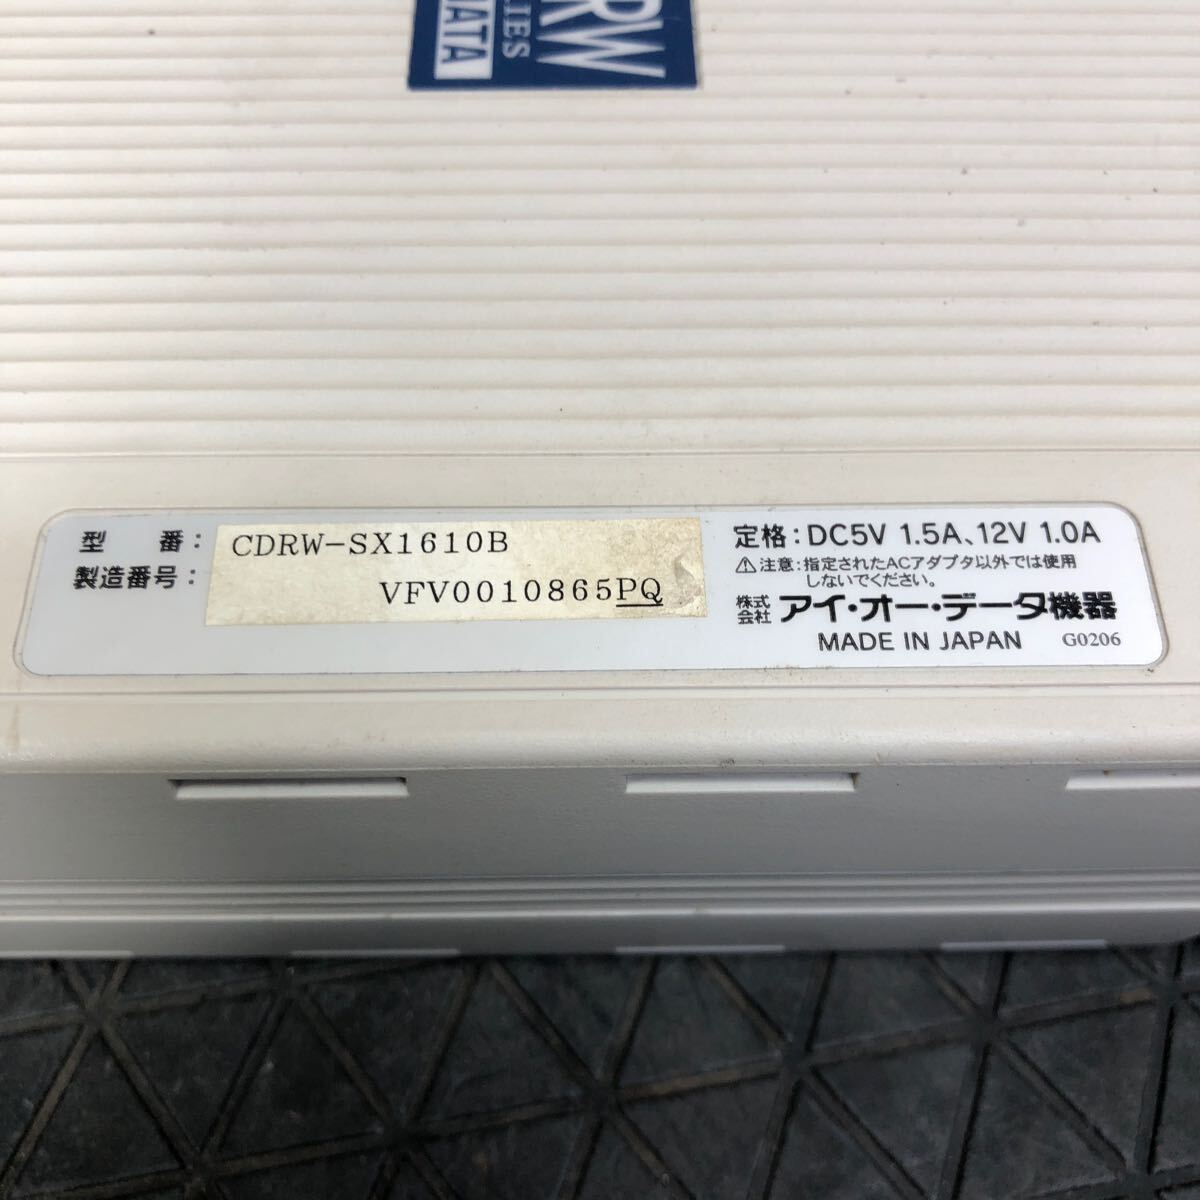 RW
DATA
型 番: CDRW-SX1610B
製造番号: VFV0010865PQ
定格:DC5V 1.5A、12V 1.0A
⚠注意:指定されたACアダプタ以外では使用
しないでください。
株式会社 アイ・オー・データ機器
MADE IN JAPAN G0206